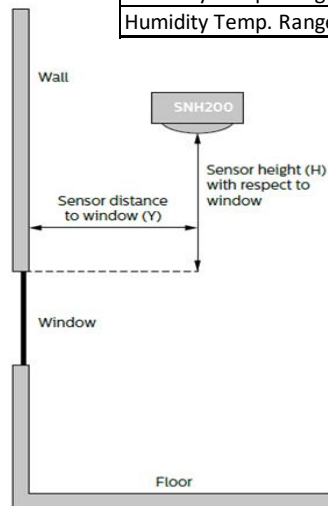 Humidity Temp. Range
Wall
SNH200
Sensor height (H)
with respect to
window
Sensor distance
to window (Y)
Window
Floor